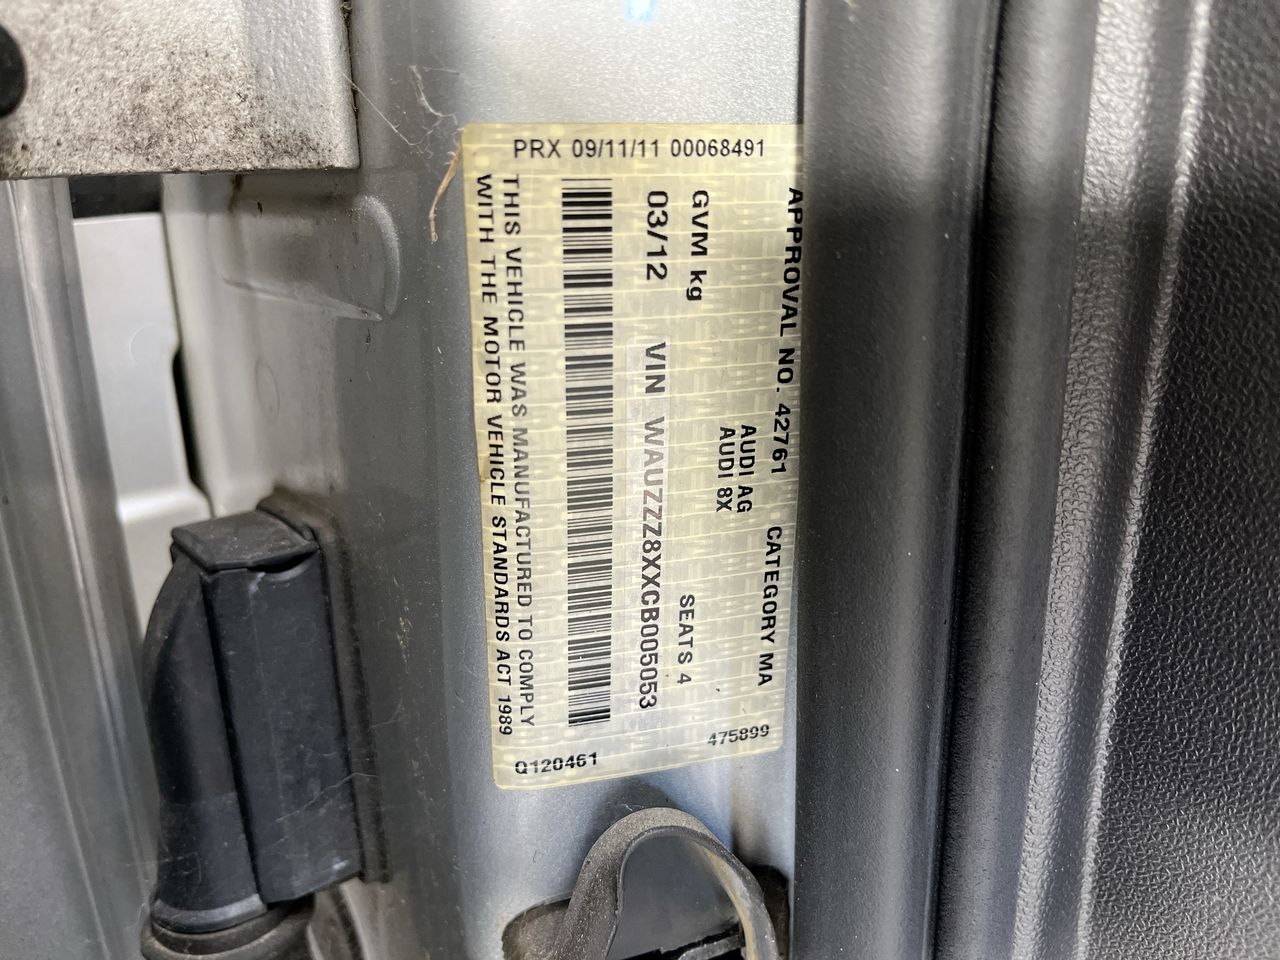 PRX 09/11/11 00068491
APPROVAL NO. 42761 CATEGORY MA
AUDI AG
AUDI 8X
GVM kg SEATS 4
03/12 VIN WAUZZZ8XXCB005053
THIS VEHICLE WAS MANUFACTURED TO COMPLY
WITH THE MOTOR VEHICLE STANDARDS ACT 1989
475899
Q120461